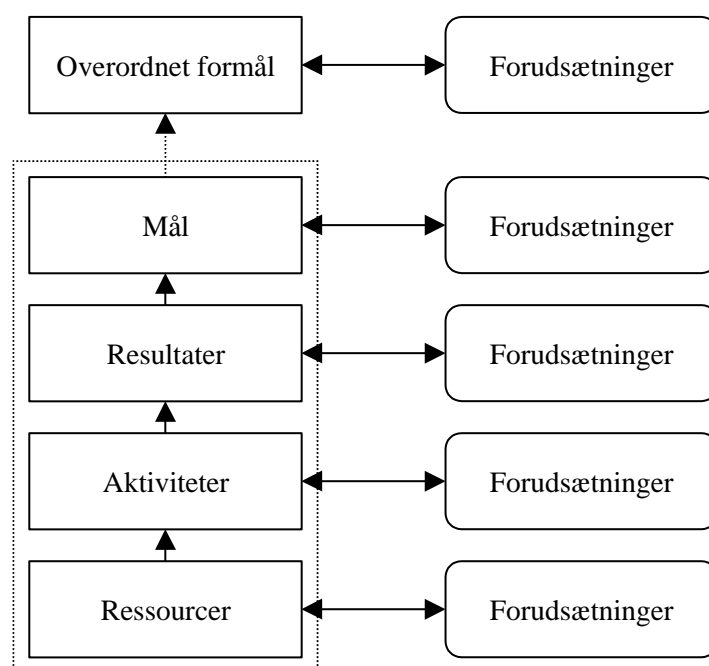 Overordnet formål
Forudsætninger
Mål
Forudsætninger
Resultater
Forudsætninger
Aktiviteter
Forudsætninger
Ressourcer
Forudsætninger